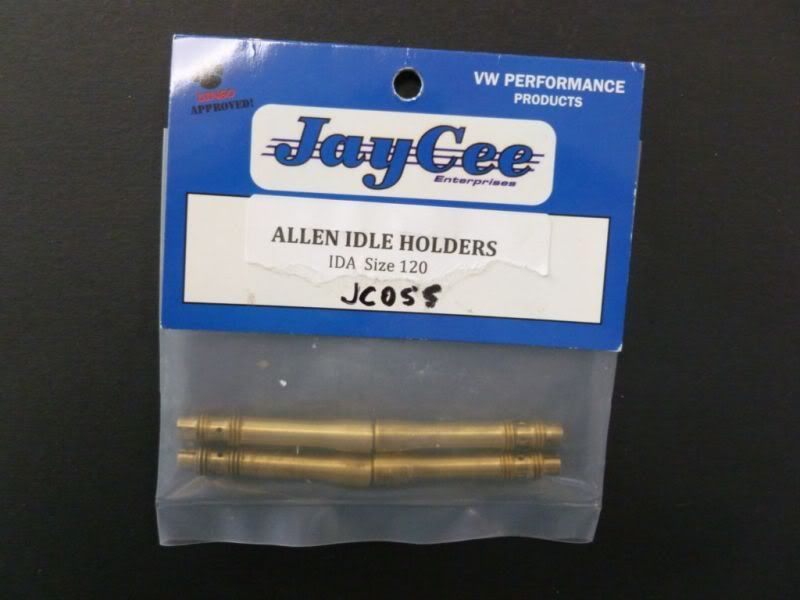 APPROVED!
VW PERFORMANCE
PRODUCTS
JayCee
Enterprises
ALLEN IDLE HOLDERS
IDA Size 120
JC055